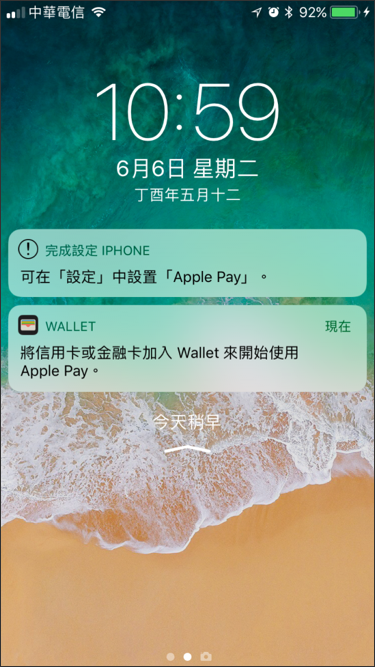 中華電信 92%
10:59
6月6日 星期二
丁酉年五月十二
完成設定 IPHONE
可在「設定」中設置「Apple Pay」。
WALLET 現在
將信用卡或金融卡加入 Wallet 來開始使用
Apple Pay。
今天稍早